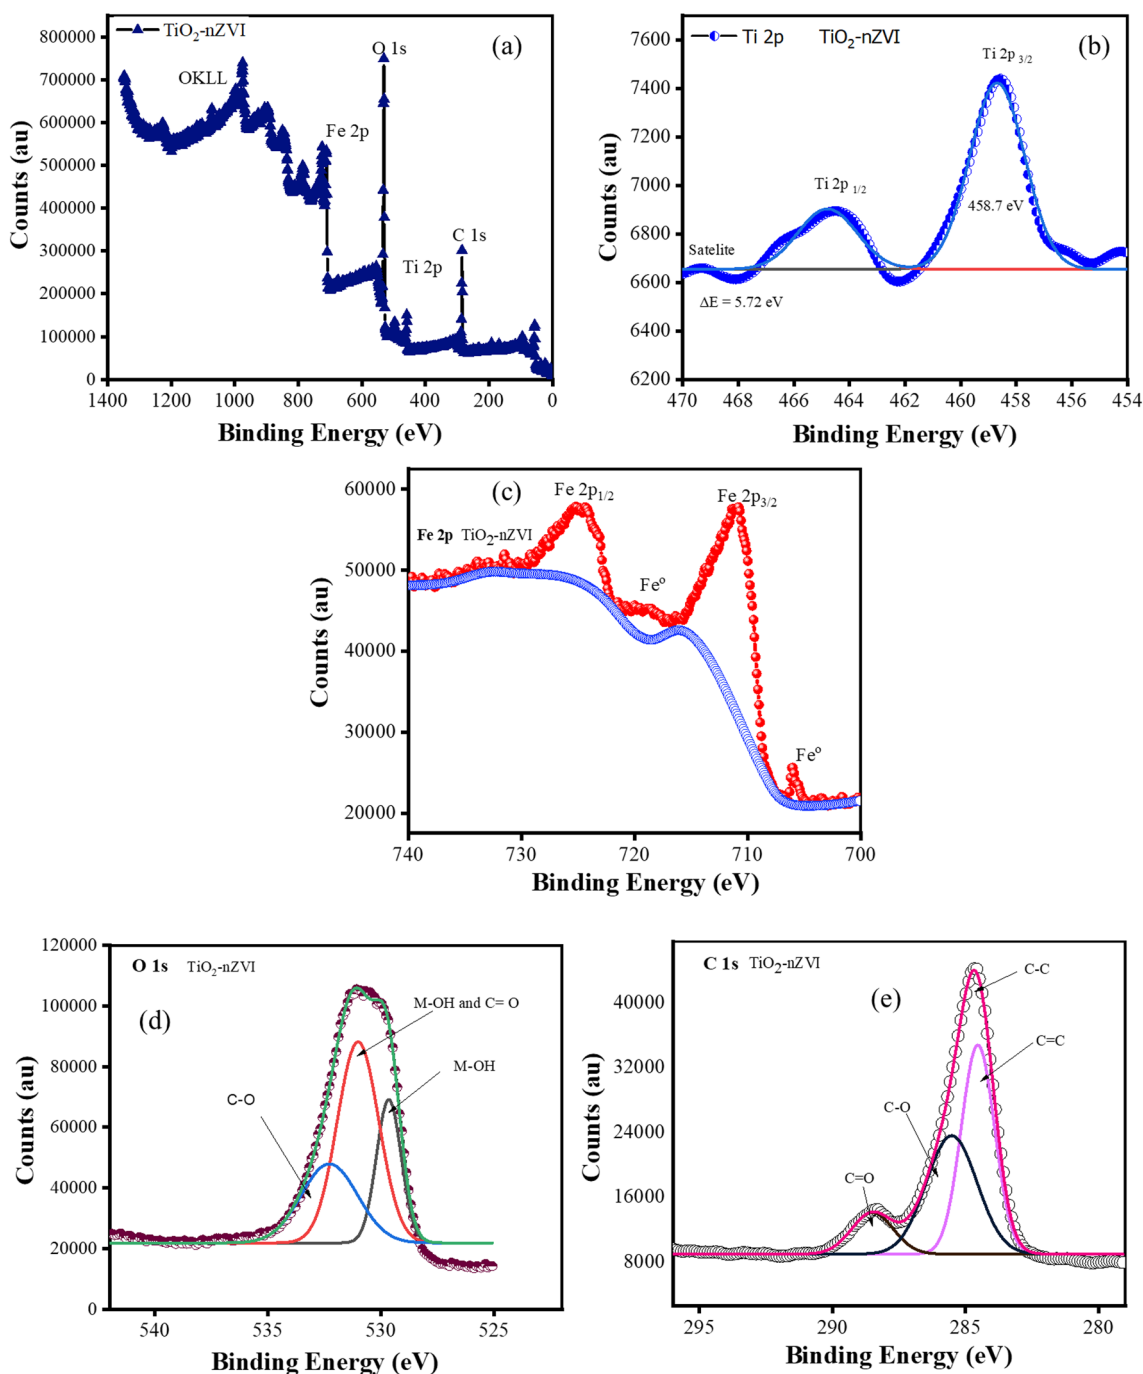 TiO2-nZVI
(a)
O 1s
OKLL
Fe 2p
C 1s
Ti 2p
800000
700000
600000
500000
400000
300000
200000
100000
0
Counts (au)
1400 1200 1000 800 600 400 200 0
Binding Energy (eV)
Ti 2p TiO2-nZVI
(b)
Ti 2p 3/2
Ti 2p 1/2
458.7 eV
Satelite
ΔE = 5.72 eV
7600
7400
7200
7000
6800
6600
6400
6200
Counts (au)
470 468 466 464 462 460 458 456 454
Binding Energy (eV)
(c)
Fe 2p1/2
Fe 2p3/2
Fe 2p TiO2-nZVI
Feº
Feº
60000
50000
40000
30000
20000
Counts (au)
740 730 720 710 700
Binding Energy (eV)
O 1s TiO2-nZVI
(d)
M-OH and C= O
M-OH
C-O
120000
100000
80000
60000
40000
20000
0
Counts (au)
540 535 530 525
Binding Energy (eV)
C 1s TiO2-nZVI
(e)
C-C
C=C
C-O
C=O
40000
32000
24000
16000
8000
Counts (au)
295 290 285 280
Binding Energy (eV)